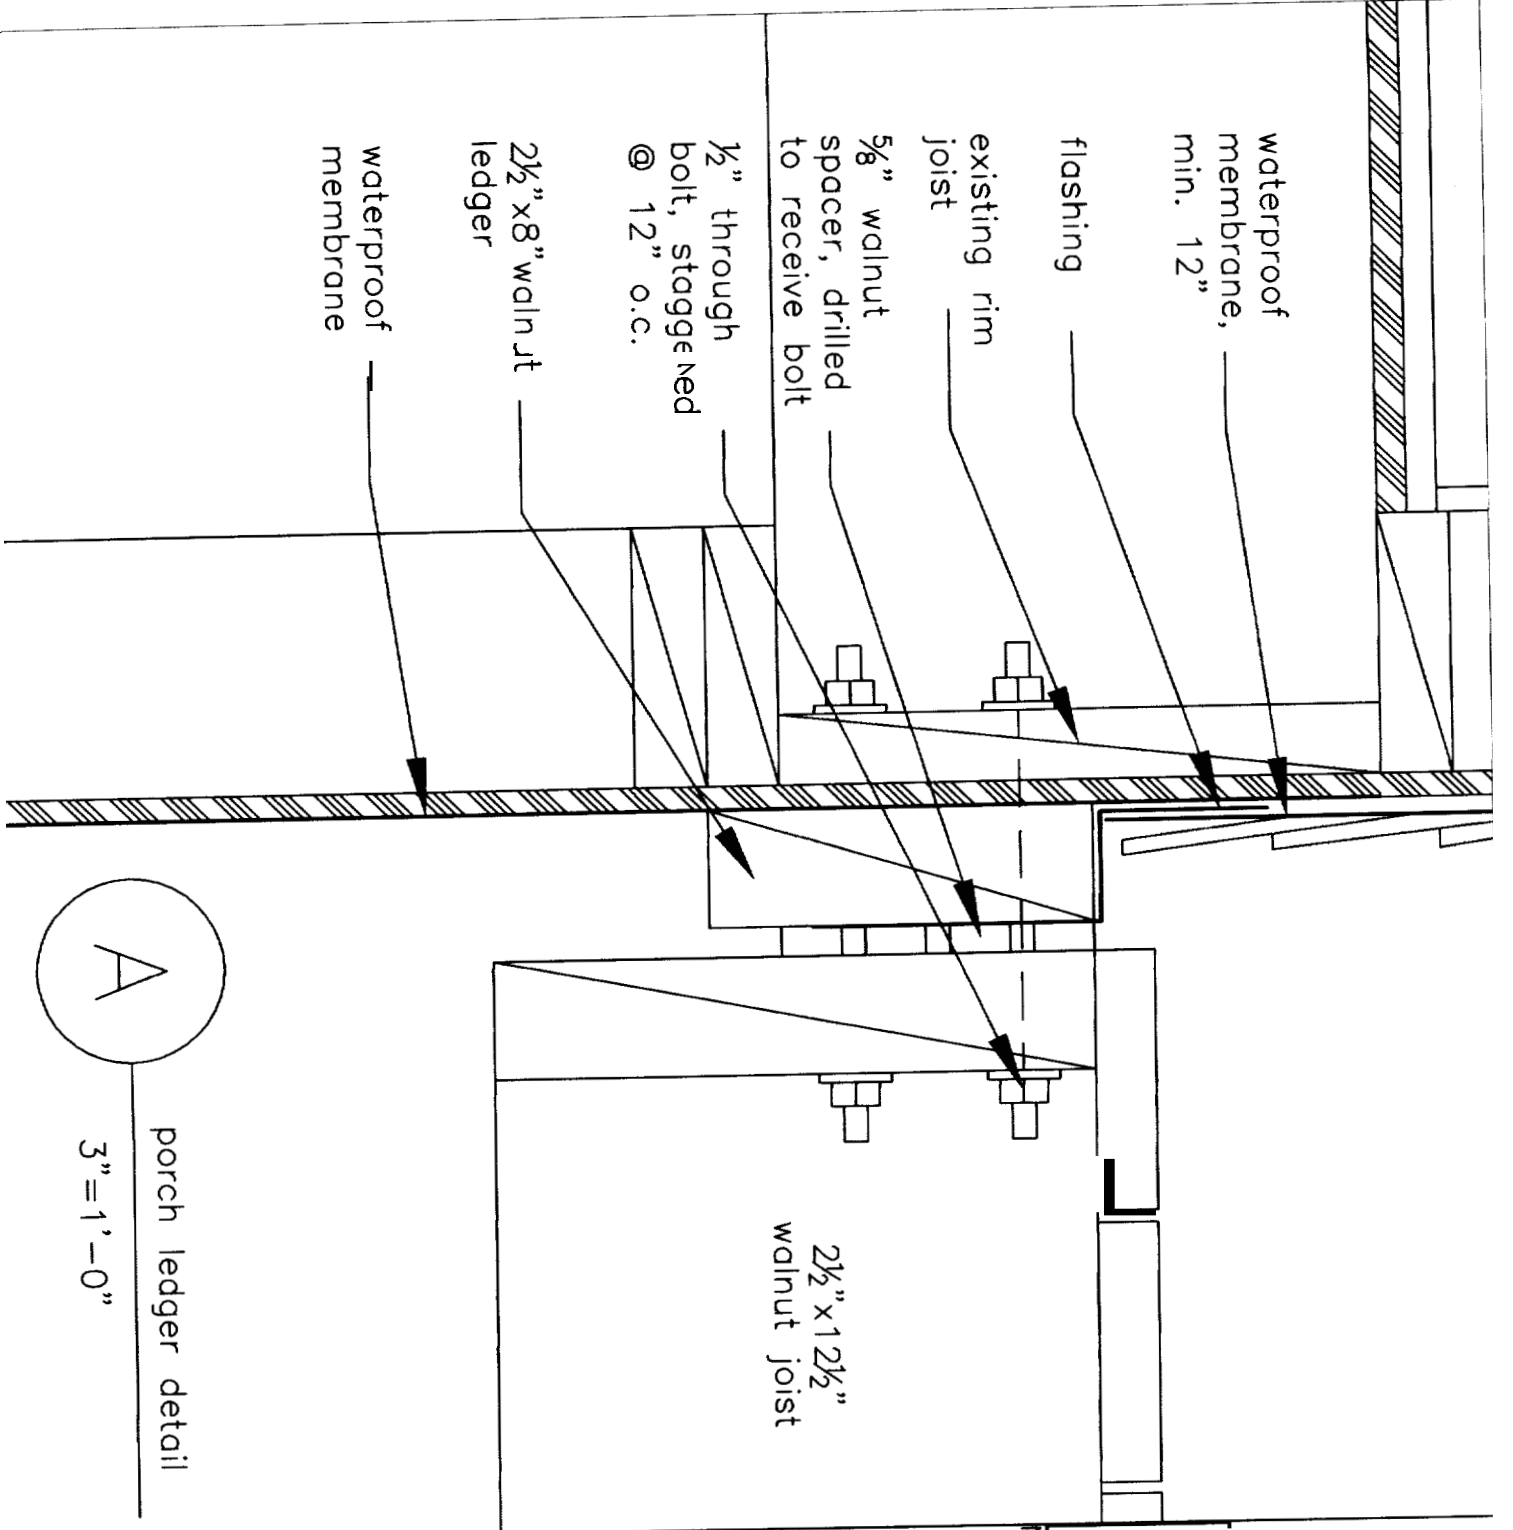 waterproof
membrane,
min. 12"
flashing
existing rim
joist
⅝" walnut
spacer, drilled
to receive bolt
½" through
bolt, staggered
@ 12" o.c.
2½"x8"walnut
ledger
waterproof
membrane
2½"x12½"
walnut joist
A
porch ledger detail
3"=1'-0"